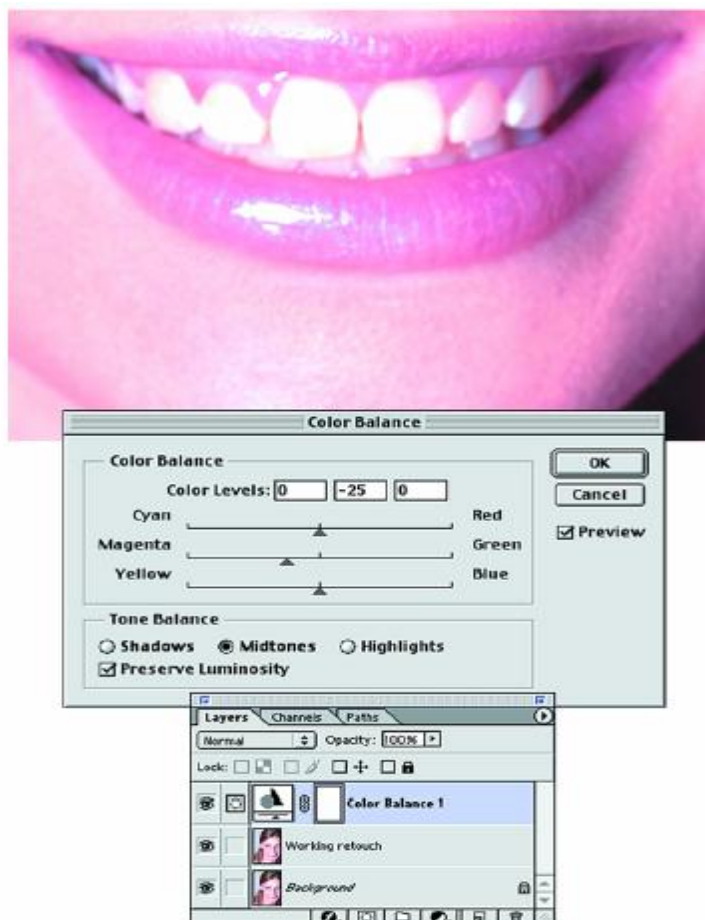 Color Balance
Color Balance
Color Levels: 0 -25 0
Cyan Red
Magenta Green
Yellow Blue
OK
Cancel
Preview
Tone Balance
Shadows Midtones Highlights
Preserve Luminosity
Layers Channels Paths
Normal Opacity: 100%
Lock:
Color Balance 1
Working retouch
Background